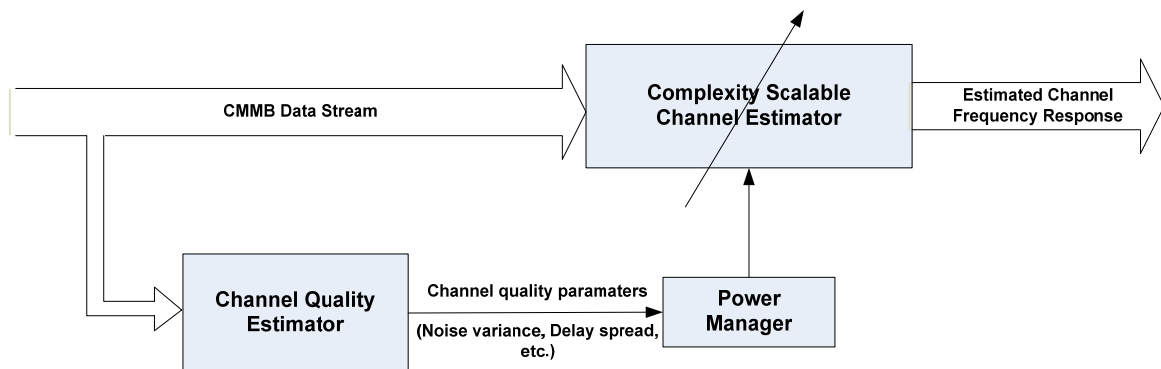 Complexity Scalable
Channel Estimator
CMMB Data Stream
Estimated Channel
Frequency Response
Channel Quality
Estimator
Channel quality paramaters
(Noise variance, Delay spread,
etc.)
Power
Manager